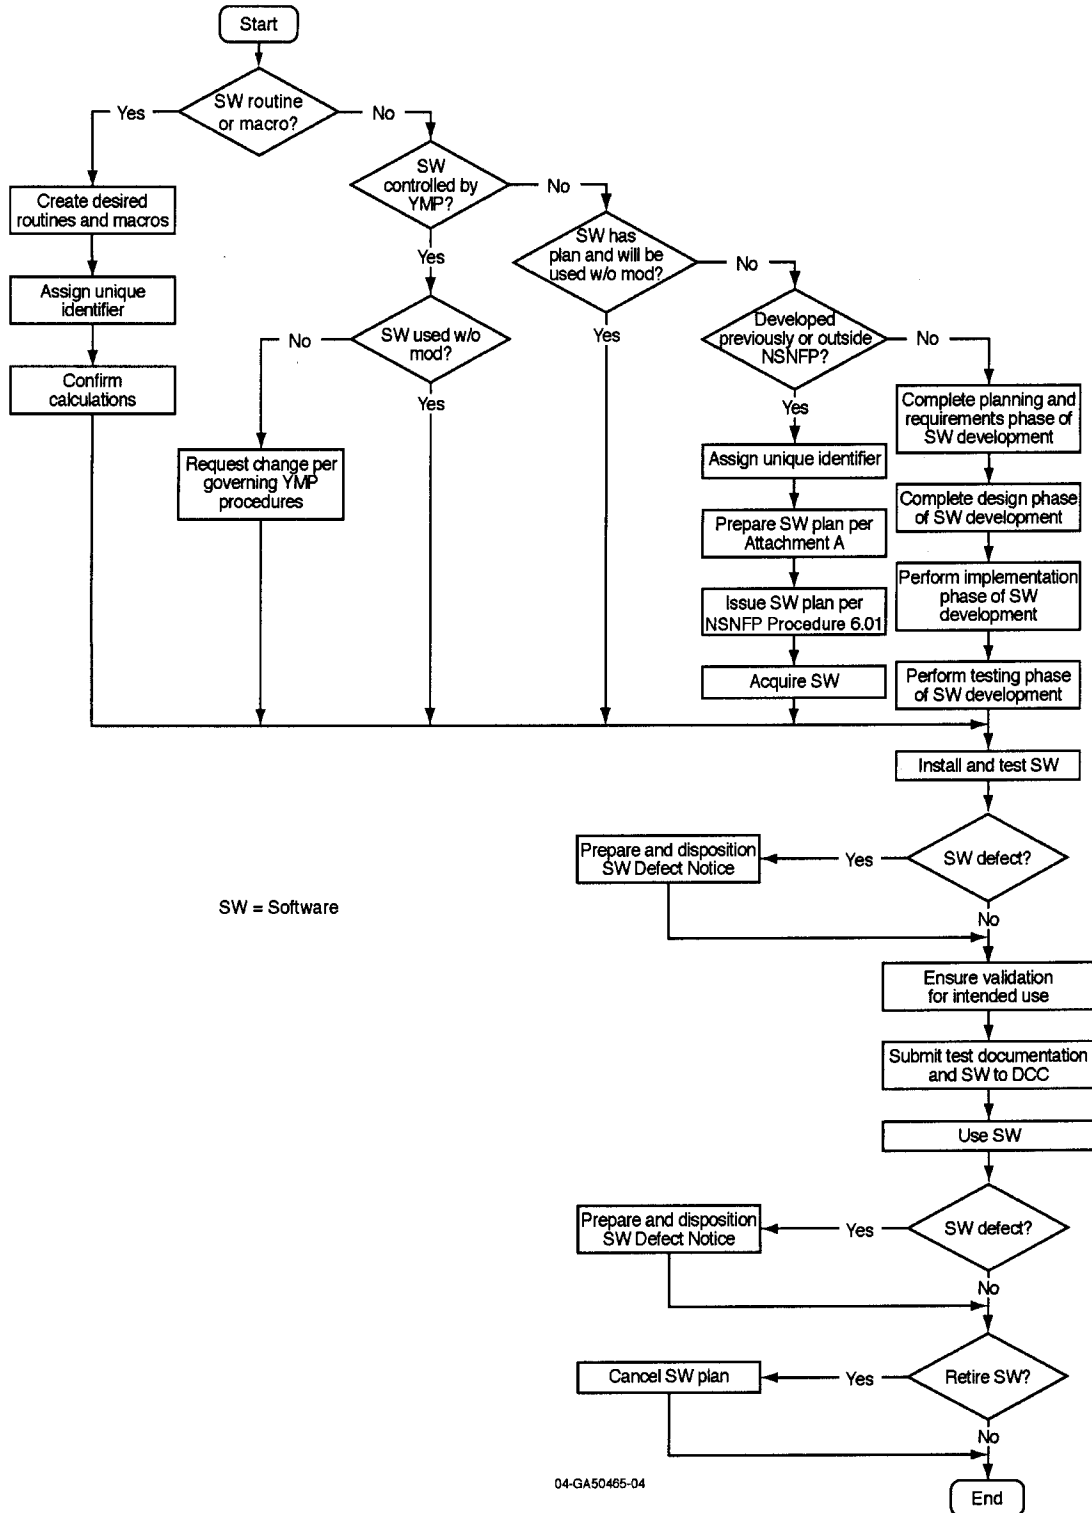 Start
SW routine
or macro?
Yes
No
SW
controlled by
YMP?
No
Yes
Create desired
routines and macros
Assign unique
identifier
Confirm
calculations
SW used w/o
mod?
No
Yes
Request change per
governing YMP
procedures
SW has
plan and will be
used w/o mod?
No
Yes
Developed
previously or outside
NSNFP?
No
Yes
Assign unique identifier
Prepare SW plan per
Attachment A
Issue SW plan per
NSNFP Procedure 6.01
Acquire SW
Complete planning and
requirements phase of
SW development
Complete design phase
of SW development
Perform implementation
phase of SW
development
Perform testing phase
of SW development
Install and test SW
SW defect?
Yes
Prepare and disposition
SW Defect Notice
No
SW = Software
Ensure validation
for intended use
Submit test documentation
and SW to DCC
Use SW
SW defect?
Yes
Prepare and disposition
SW Defect Notice
No
Retire SW?
Yes
Cancel SW plan
No
End
04-GA50465-04